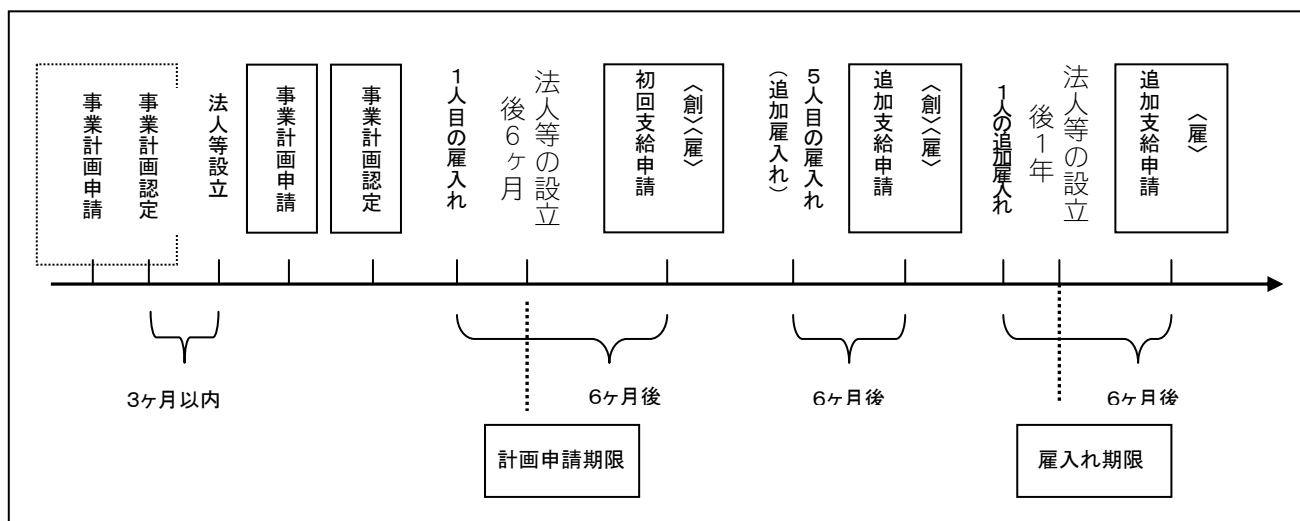 事業計画申請
事業計画認定
法人等設立
事業計画申請
事業計画認定
１人目の雇入れ
法人等の設立
後６ヶ月
〈創〉〈雇〉
初回支給申請
５人目の雇入れ
（追加雇入れ）
〈創〉〈雇〉
追加支給申請
１人の追加雇入れ
法人等の設立
後１年
〈雇〉
追加支給申請
３ヶ月以内
６ヶ月後
６ヶ月後
６ヶ月後
計画申請期限
雇入れ期限